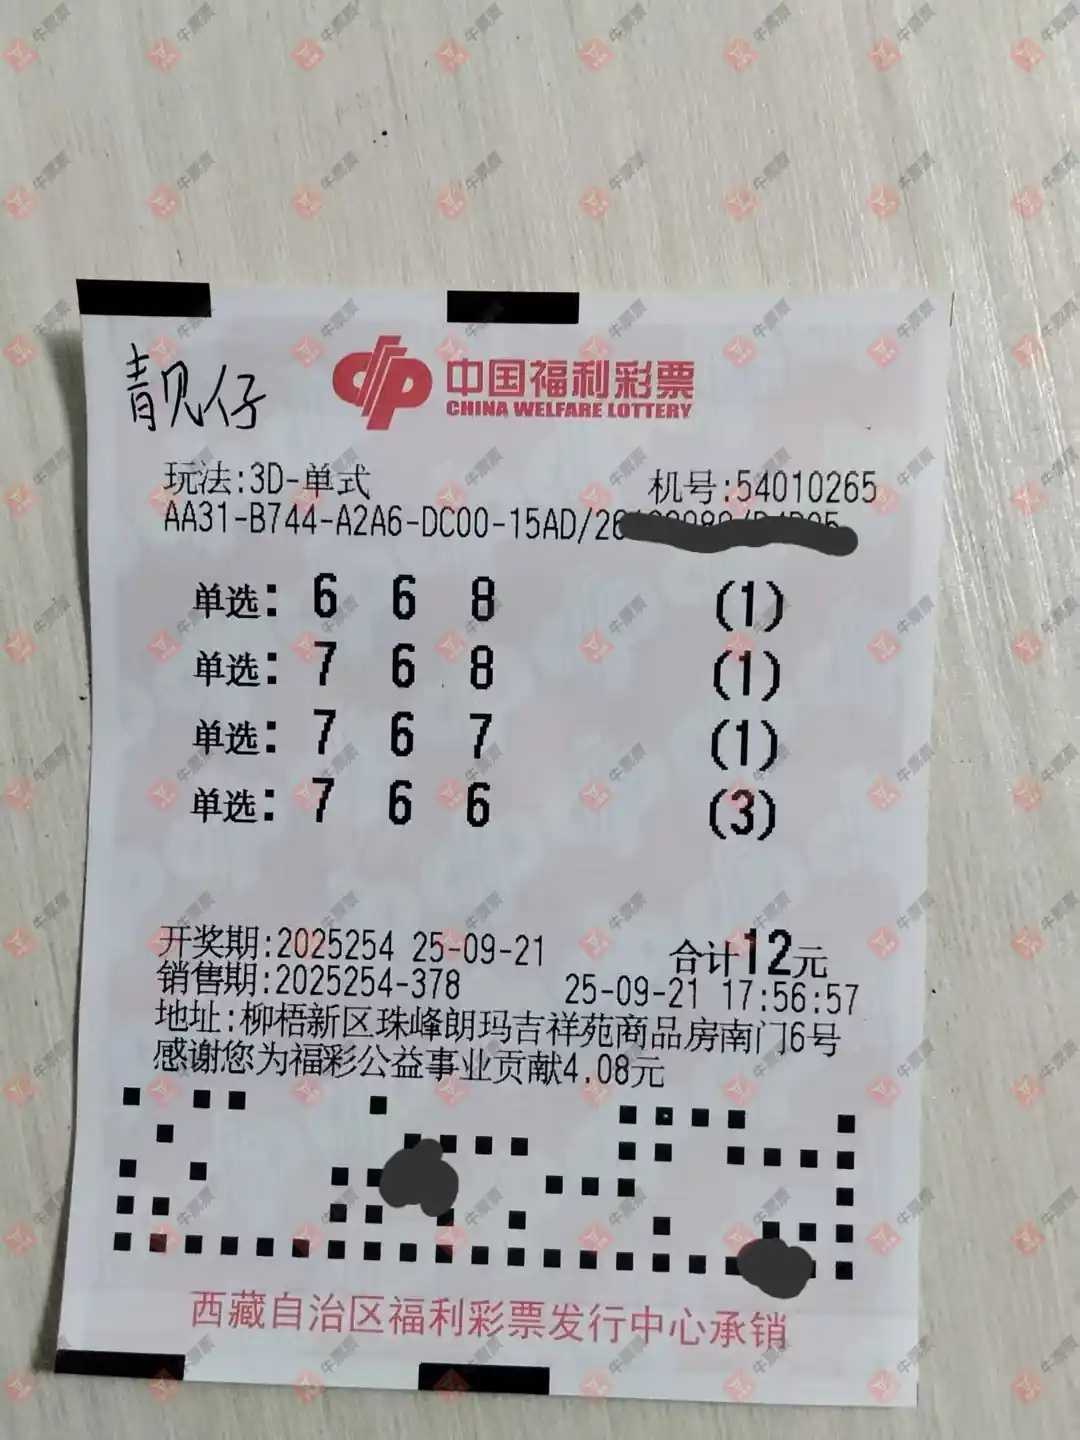 靓仔
中国福利彩票
CHINA WELFARE LOTTERY
玩法:3D-单式 机号:54010265
AA31-B744-A2A6-DC00-15AD/26
单选: 6 6 8 (1)
单选: 7 6 8 (1)
单选: 7 6 7 (1)
单选: 7 6 6 (3)
开奖期:2025254 25-09-21 合计12元
销售期:2025254-378 25-09-21 17:56:57
地址:柳梧新区珠峰朗玛吉祥苑商品房南门6号
感谢您为福彩公益事业贡献4.08元
西藏自治区福利彩票发行中心承销
牛票票